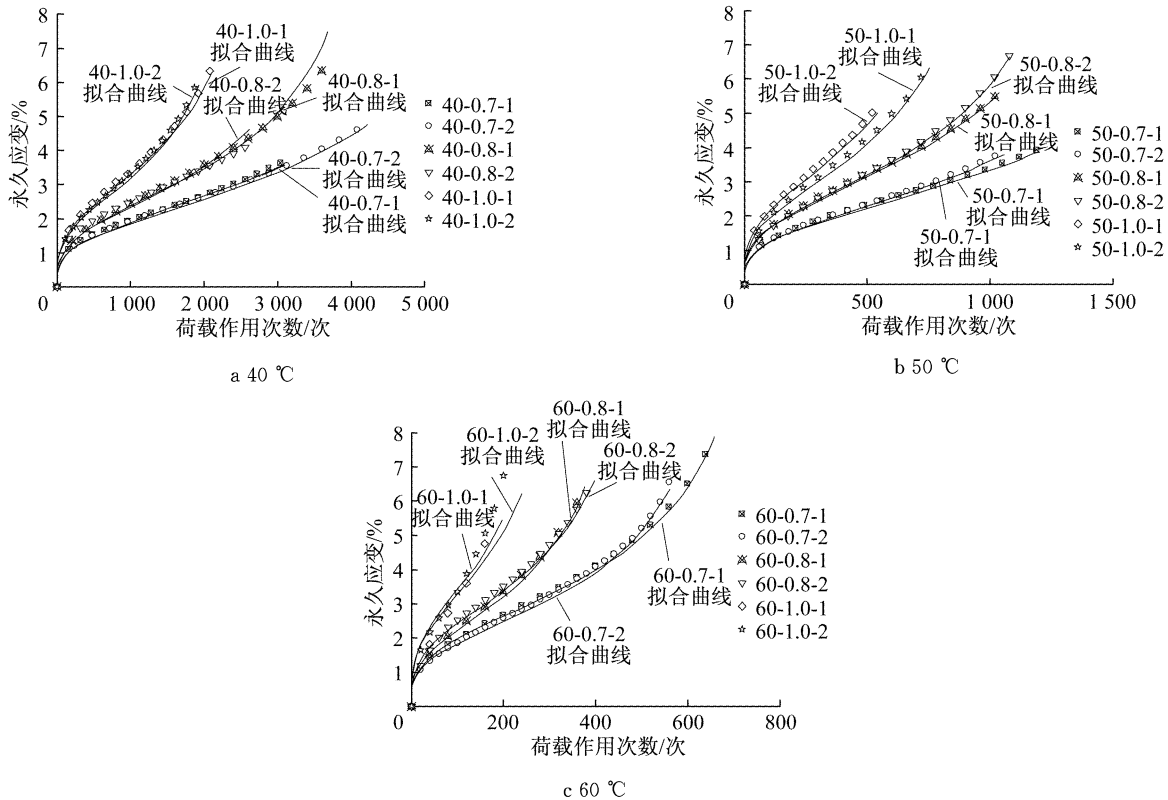 8
7
6
5
4
3
2
1
0
1 000
2 000
3 000
4 000
5 000
永久应变/%
荷载作用次数/次
40-1.0-1
拟合曲线
40-1.0-2
拟合曲线
40-0.8-2
拟合曲线
40-0.8-1
拟合曲线
40-0.7-2
拟合曲线
40-0.7-1
拟合曲线
40-0.7-1
40-0.7-2
40-0.8-1
40-0.8-2
40-1.0-1
40-1.0-2
a 40 ℃
8
7
6
5
4
3
2
1
0
500
1 000
1 500
永久应变/%
荷载作用次数/次
50-1.0-1
拟合曲线
50-1.0-2
拟合曲线
50-0.8-2
拟合曲线
50-0.8-1
拟合曲线
50-0.7-1
拟合曲线
50-0.7-1
拟合曲线
50-0.7-1
50-0.7-2
50-0.8-1
50-0.8-2
50-1.0-1
50-1.0-2
b 50 ℃
8
7
6
5
4
3
2
1
0
200
400
600
800
永久应变/%
荷载作用次数/次
60-0.8-1
拟合曲线
60-1.0-2
拟合曲线
60-0.8-2
拟合曲线
60-1.0-1
拟合曲线
60-0.7-1
拟合曲线
60-0.7-2
拟合曲线
60-0.7-1
60-0.7-2
60-0.8-1
60-0.8-2
60-1.0-1
60-1.0-2
c 60 ℃